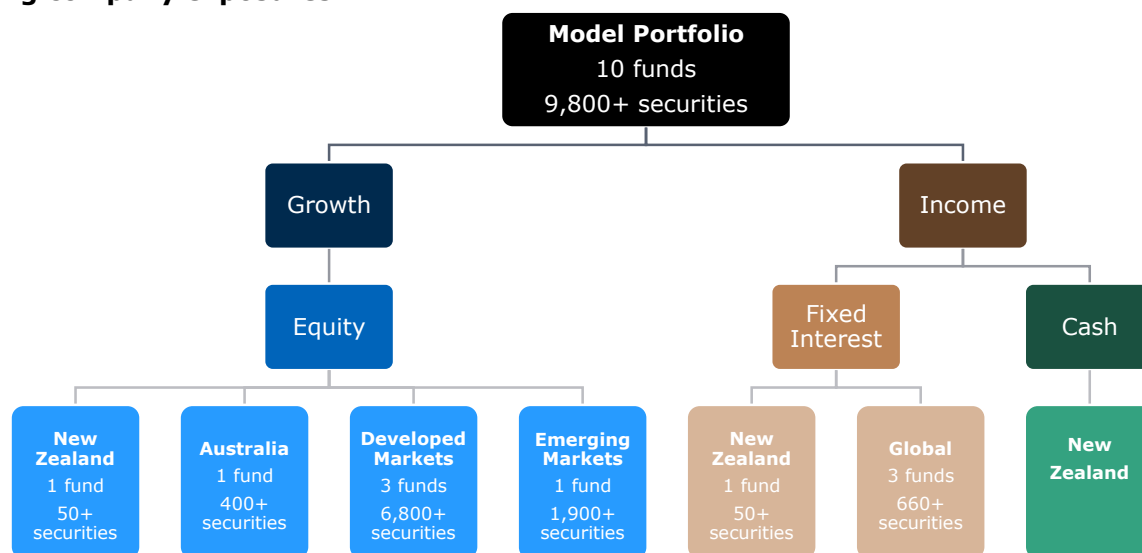 Model Portfolio
10 funds
9,800+ securities
Growth
Income
Equity
Fixed
Interest
Cash
New
Zealand
1 fund
50+
securities
Australia
1 fund
400+
securities
Developed
Markets
3 funds
6,800+
securities
Emerging
Markets
1 fund
1,900+
securities
New
Zealand
1 fund
50+
securities
Global
3 funds
660+
securities
New
Zealand